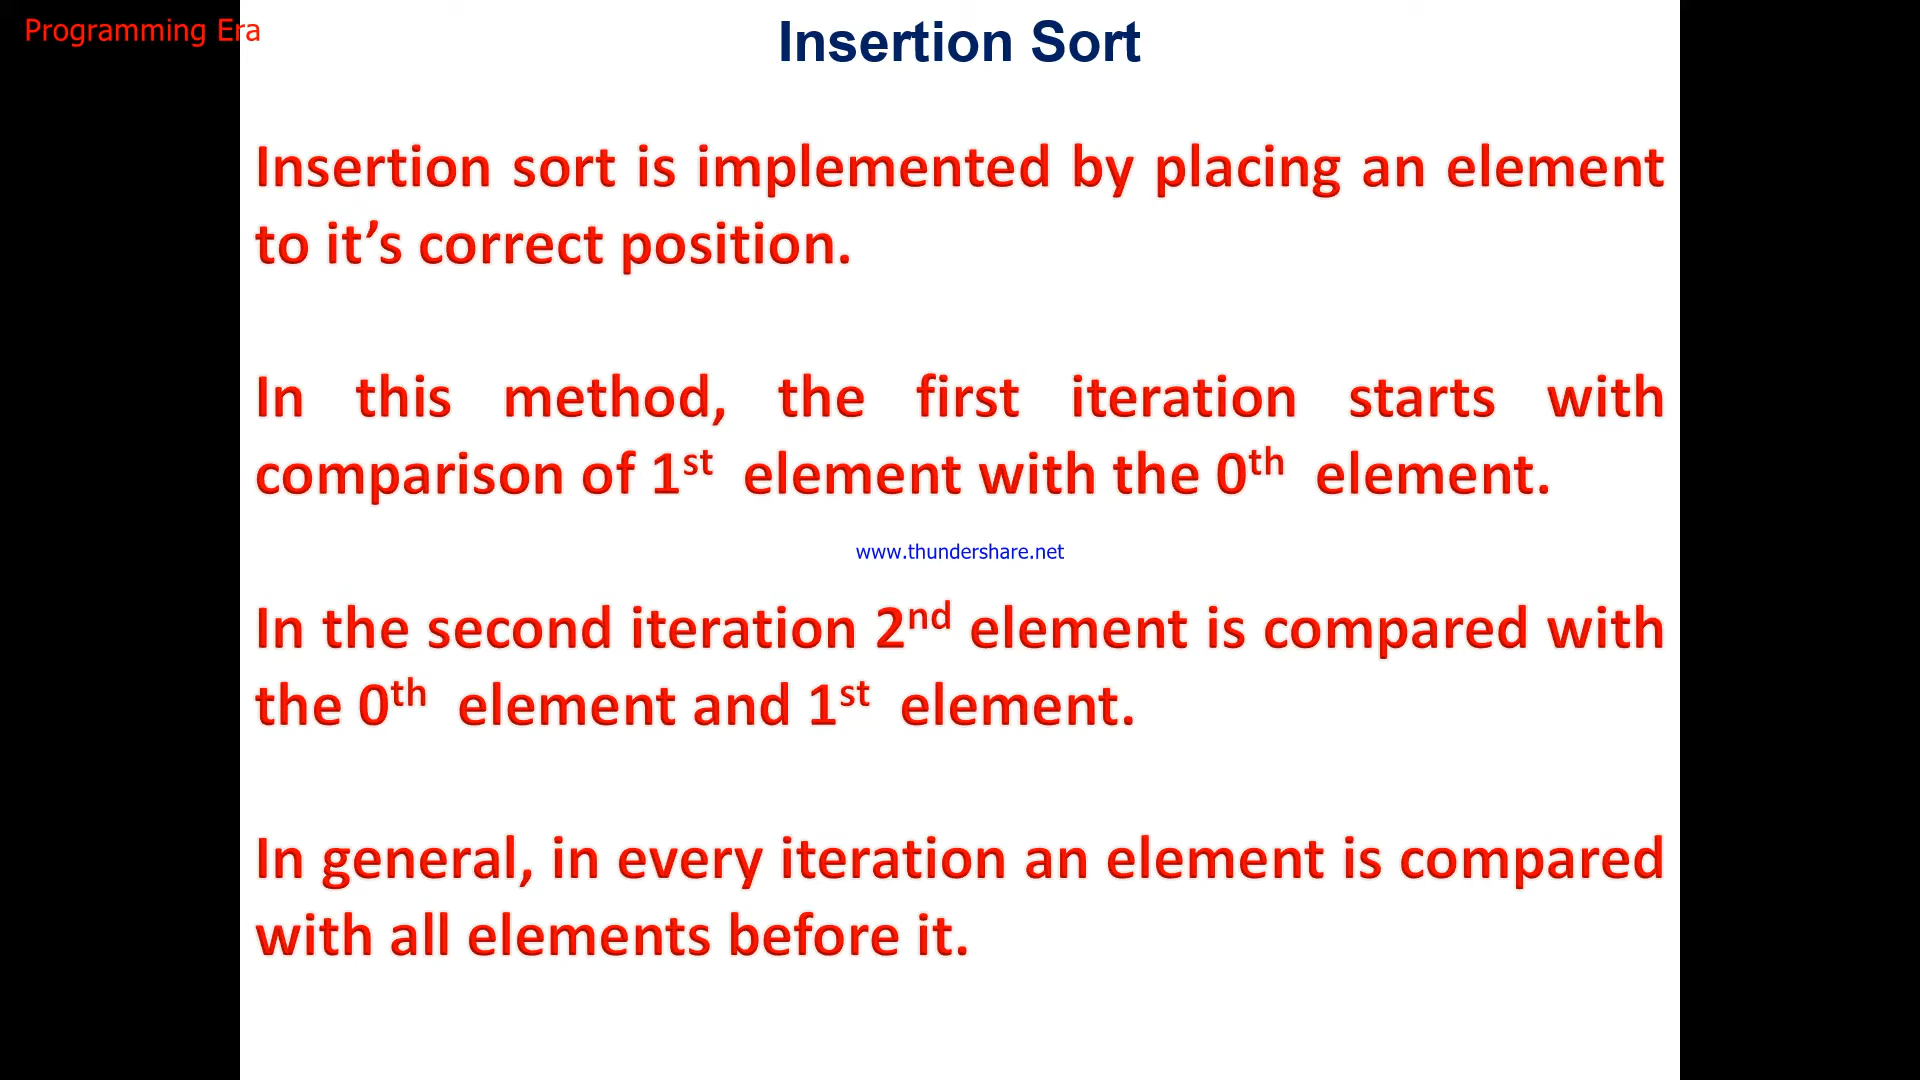 Programming Era
Insertion Sort
Insertion sort is implemented by placing an element
to it’s correct position.
In this method, the first iteration starts with
comparison of 1st element with the 0th element.
www.thundershare.net
In the second iteration 2nd element is compared with
the 0th element and 1st element.
In general, in every iteration an element is compared
with all elements before it.